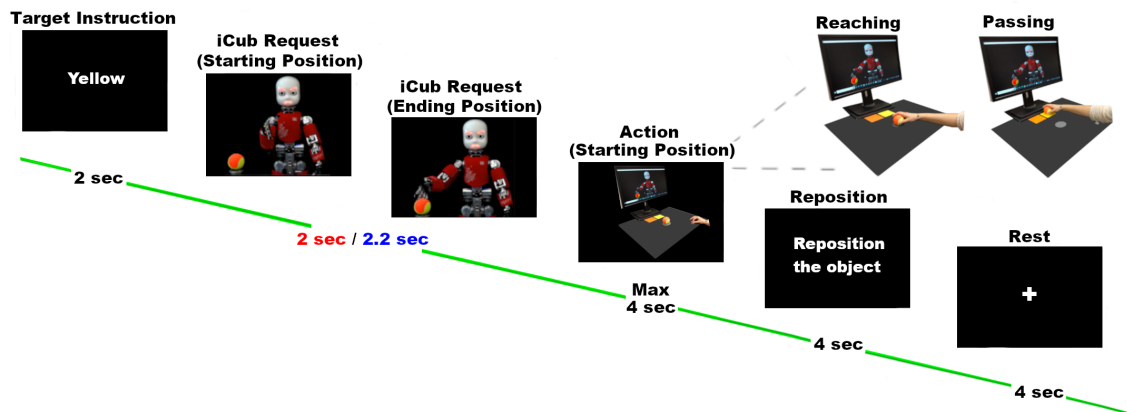 Target Instruction
Yellow
2 sec
iCub Request
(Starting Position)
iCub Request
(Ending Position)
2 sec / 2.2 sec
Action
(Starting Position)
Max
4 sec
Reaching
Passing
Reposition
Reposition
the object
4 sec
Rest
4 sec